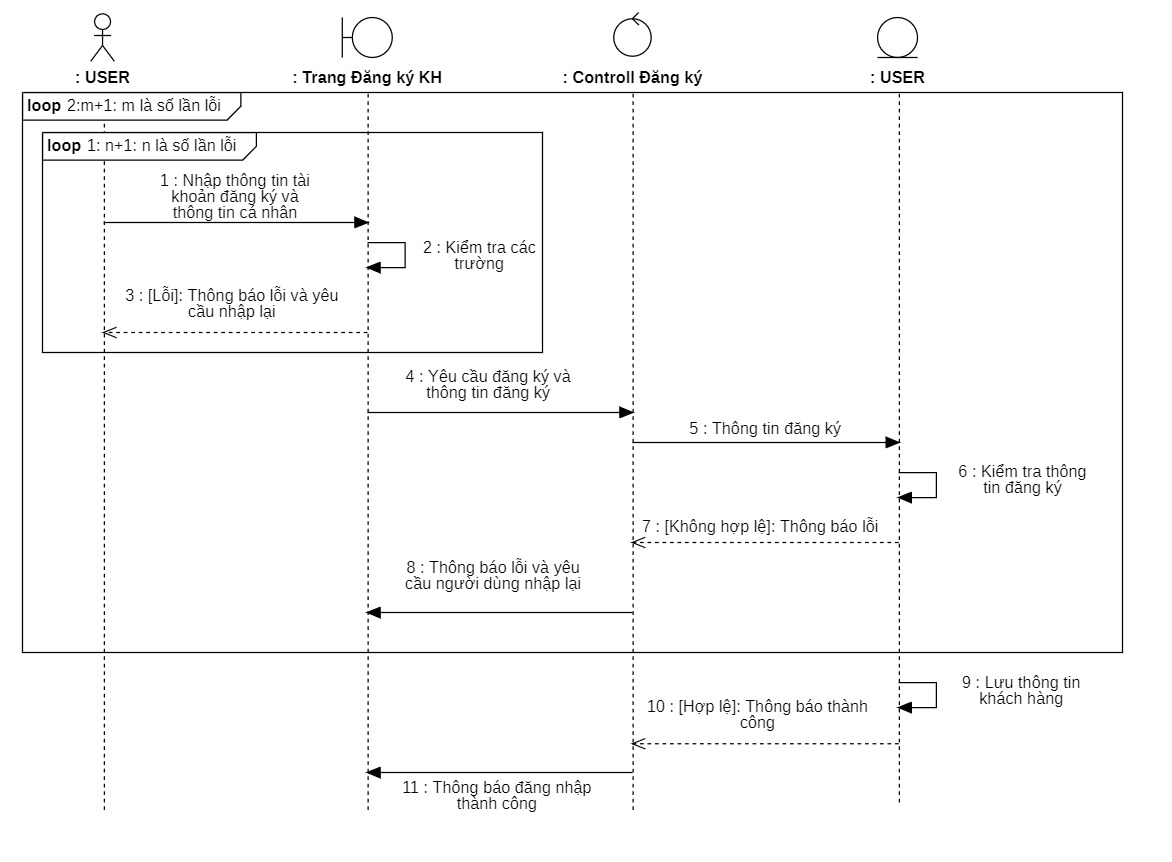 : USER
: Trang Đăng ký KH
: Controll Đăng ký
: USER
loop 2:m+1: m là số lần lỗi
loop 1: n+1: n là số lần lỗi
1 : Nhập thông tin tài
khoản đăng ký và
thông tin cá nhân
2 : Kiểm tra các
trường
3 : [Lỗi]: Thông báo lỗi và yêu
cầu nhập lại
4 : Yêu cầu đăng ký và
thông tin đăng ký
5 : Thông tin đăng ký
6 : Kiểm tra thông
tin đăng ký
7 : [Không hợp lệ]: Thông báo lỗi
8 : Thông báo lỗi và yêu
cầu người dùng nhập lại
9 : Lưu thông tin
khách hàng
10 : [Hợp lệ]: Thông báo thành
công
11 : Thông báo đăng nhập
thành công